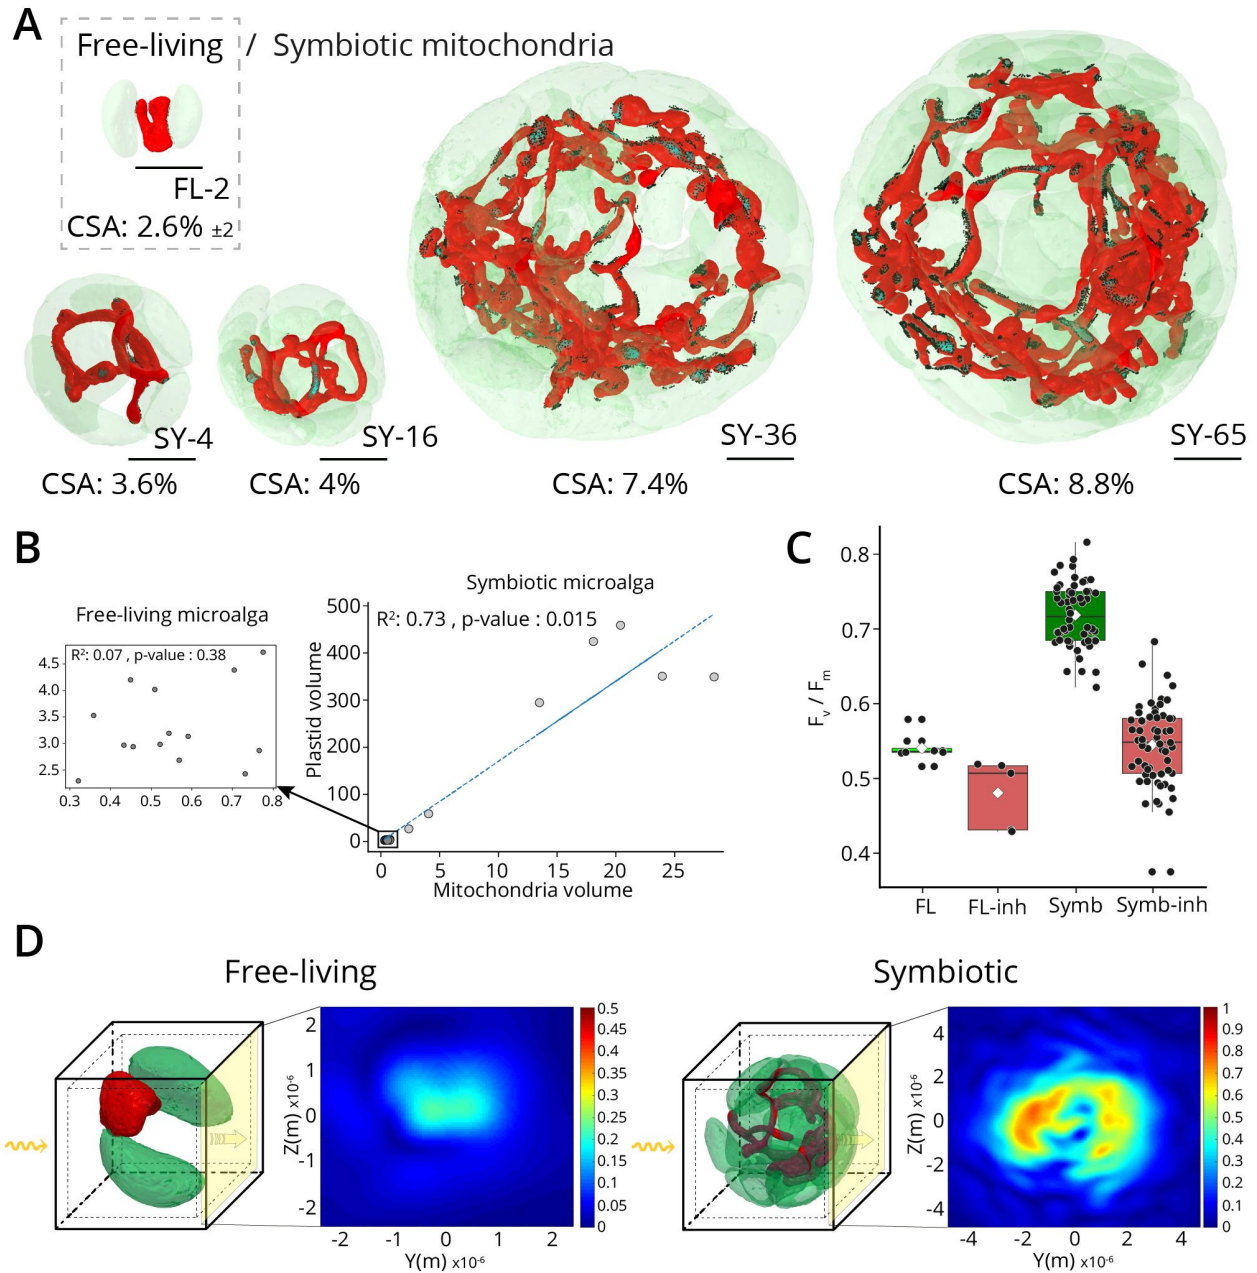 A
Free-living / Symbiotic mitochondria
FL-2
CSA: 2.6% ±2
SY-4
CSA: 3.6%
SY-16
CSA: 4%
SY-36
CSA: 7.4%
SY-65
CSA: 8.8%
B
Free-living microalga
R²: 0.07 , p-value : 0.38
4.5
4.0
3.5
3.0
2.5
0.3 0.4 0.5 0.6 0.7 0.8
Symbiotic microalga
R²: 0.73 , p-value : 0.015
Plastid volume
500
400
300
200
100
0
0 5 10 15 20 25
Mitochondria volume
C
Fv / Fm
0.8
0.7
0.6
0.5
0.4
FL FL-inh Symb Symb-inh
D
Free-living
Z(m) x10-6
2
1
0
-1
-2
-2 -1 0 1 2
Y(m) x10-6
0.5
0.45
0.4
0.35
0.3
0.25
0.2
0.15
0.1
0.05
0
Symbiotic
Z(m) x10-6
4
2
0
-2
-4
-4 -2 0 2 4
Y(m) x10-6
1
0.9
0.8
0.7
0.6
0.5
0.4
0.3
0.2
0.1
0